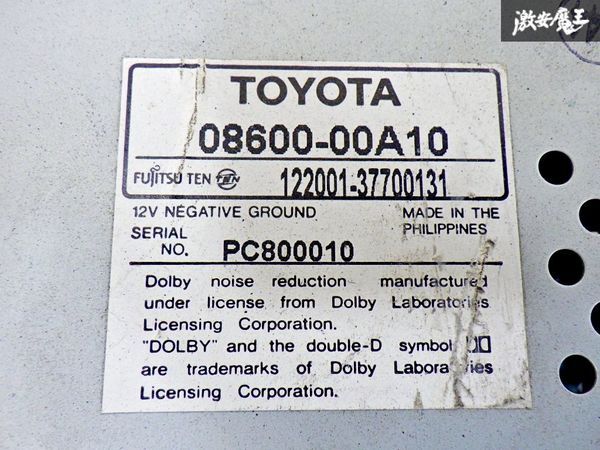 激安魔王
TOYOTA
08600-00A10
FUJITSU TEN TEN 122001-37700131
12V NEGATIVE GROUND MADE IN THE
PHILIPPINES
SERIAL
NO. PC800010
Dolby noise reduction manufactured
under license from Dolby Laboratories
Licensing Corporation.
"DOLBY" and the double-D symbol
are trademarks of Dolby Laboratories
Licensing Corporation.